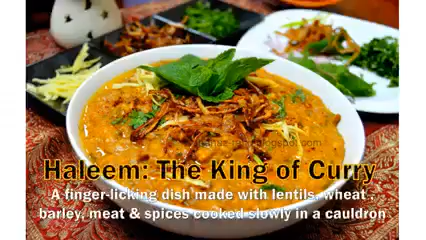 Haleem: The King of Curry
A finger-licking dish made with lentils, wheat ,
barley, meat & spices cooked slowly in a cauldron